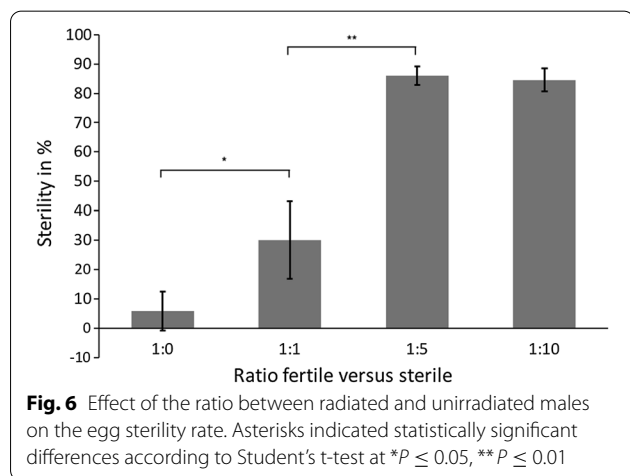 100
90
80
70
60
50
40
30
20
10
0
-10
Sterility in %
*
**
1:0 1:1 1:5 1:10
Ratio fertile versus sterile
Fig. 6 Effect of the ratio between radiated and unirradiated males
on the egg sterility rate. Asterisks indicated statistically significant
differences according to Student’s t-test at *P ≤ 0.05, **P ≤ 0.01